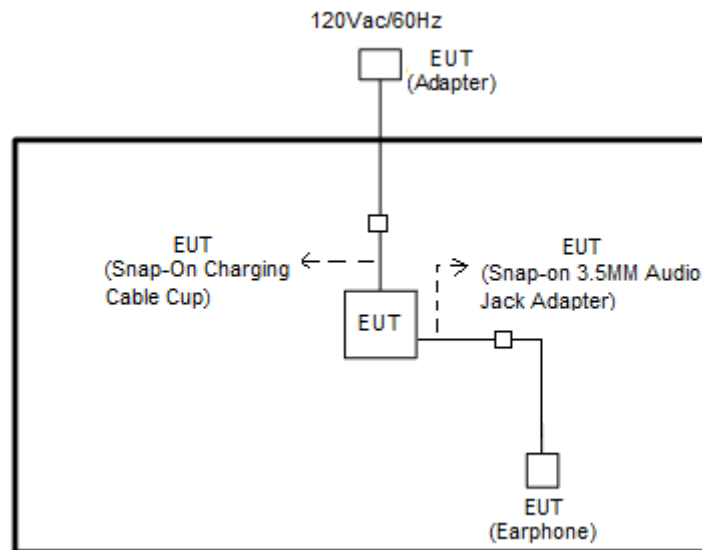 120Vac/60Hz
EUT
(Adapter)
EUT
(Snap-On Charging
Cable Cup)
EUT
(Snap-on 3.5MM Audio
Jack Adapter)
EUT
EUT
(Earphone)